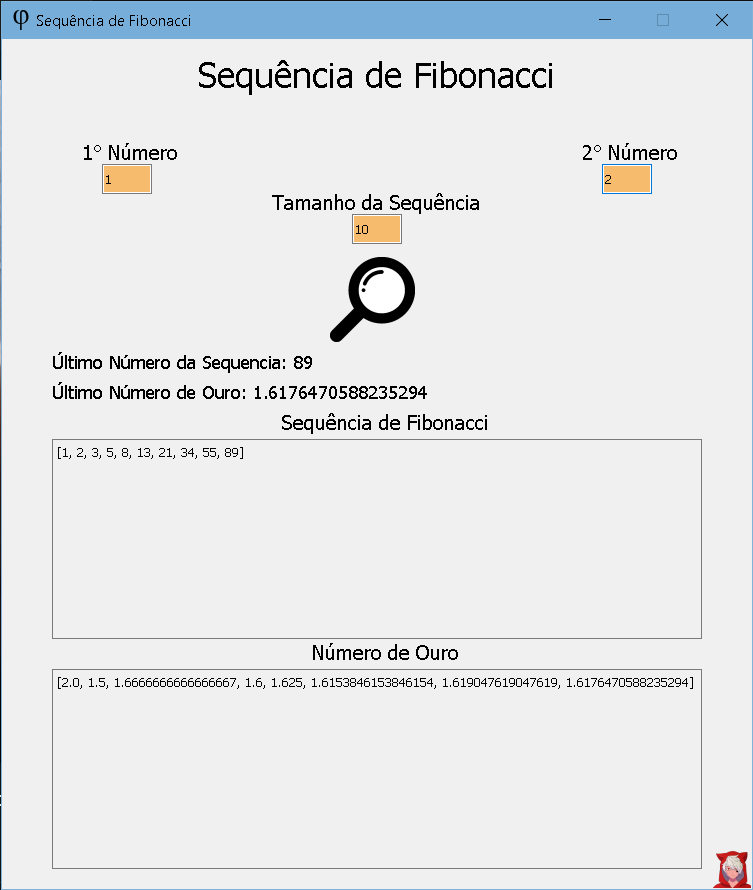 φ Sequência de Fibonacci
Sequência de Fibonacci
1° Número 2° Número
1 2
Tamanho da Sequência
10
Último Número da Sequencia: 89
Último Número de Ouro: 1.6176470588235294
Sequência de Fibonacci
[1, 2, 3, 5, 8, 13, 21, 34, 55, 89]
Número de Ouro
[2.0, 1.5, 1.6666666666666667, 1.6, 1.625, 1.6153846153846154, 1.619047619047619, 1.6176470588235294]